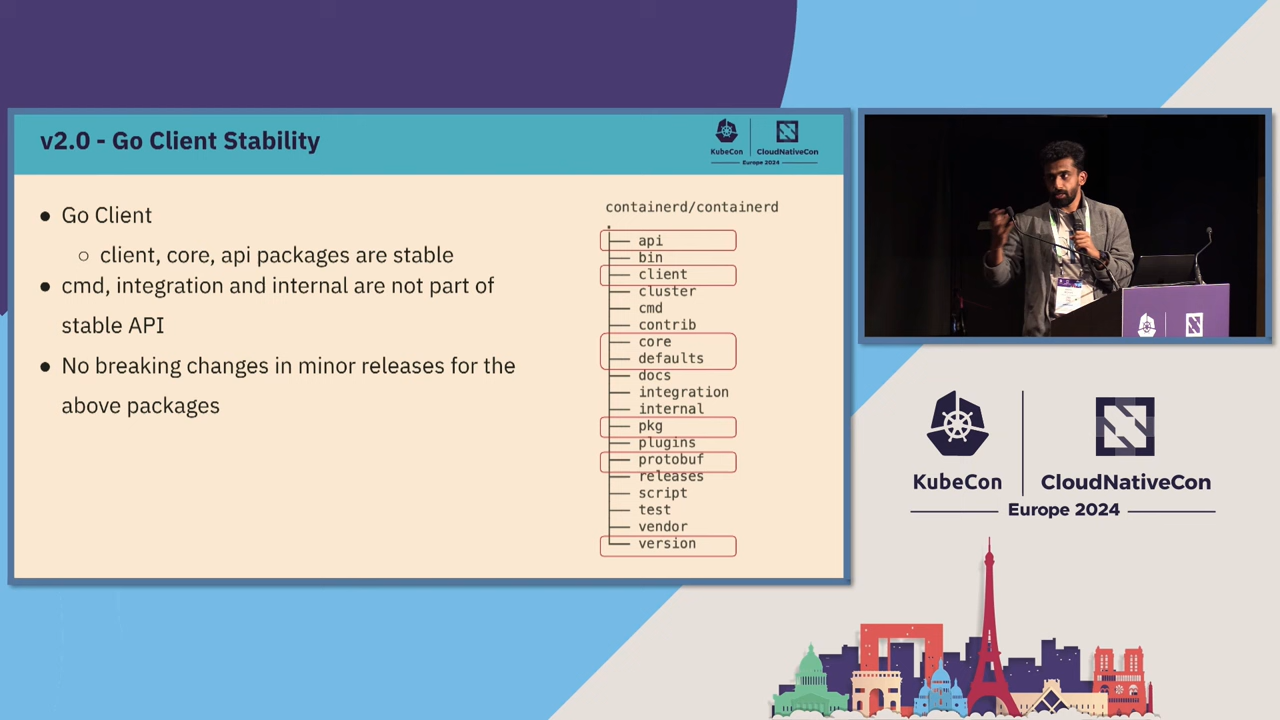 v2.0 - Go Client Stability
KubeCon
CloudNativeCon
Europe 2024
● Go Client
○ client, core, api packages are stable
● cmd, integration and internal are not part of
stable API
● No breaking changes in minor releases for the
above packages
containerd/containerd
.
api
bin
client
cluster
cmd
contrib
core
defaults
docs
integration
internal
pkg
plugins
protobuf
releases
script
test
vendor
version
KubeCon
CloudNativeCon
Europe 2024